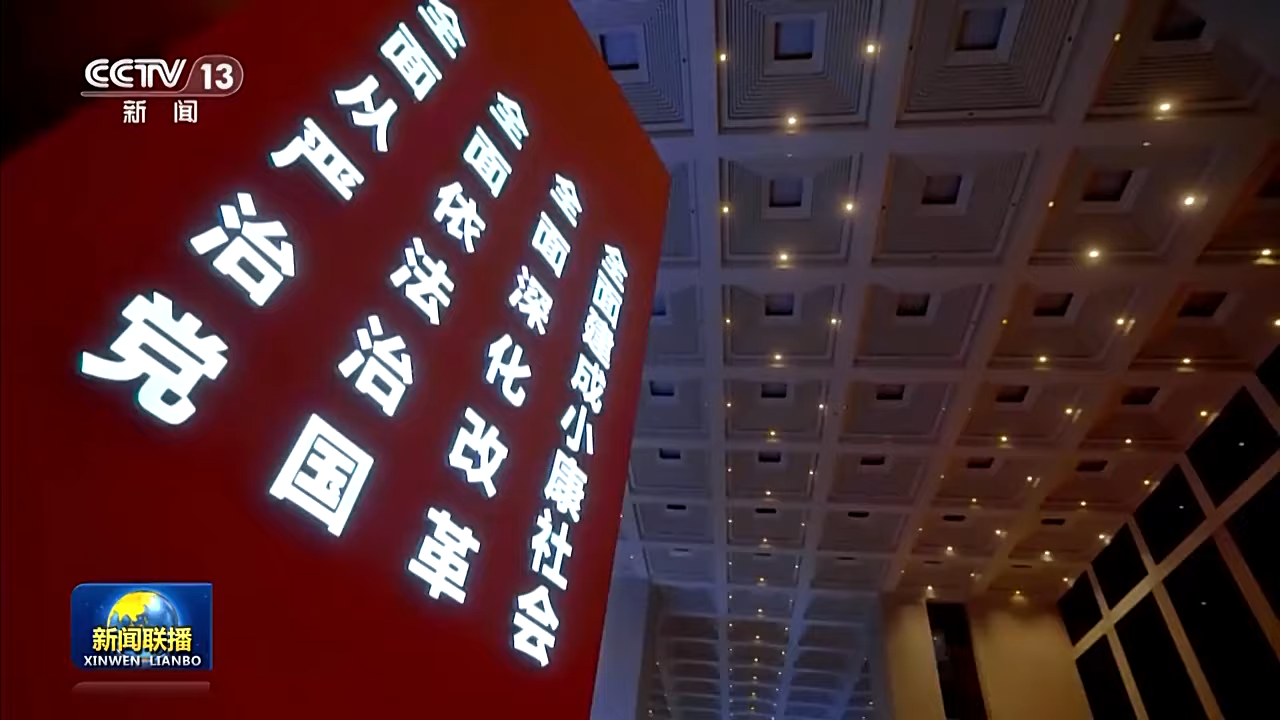 CCTV 13
新闻
全面建成小康社会
全面深化改革
全面依法治国
全面从严治党
新闻联播
XINWEN LIANBO